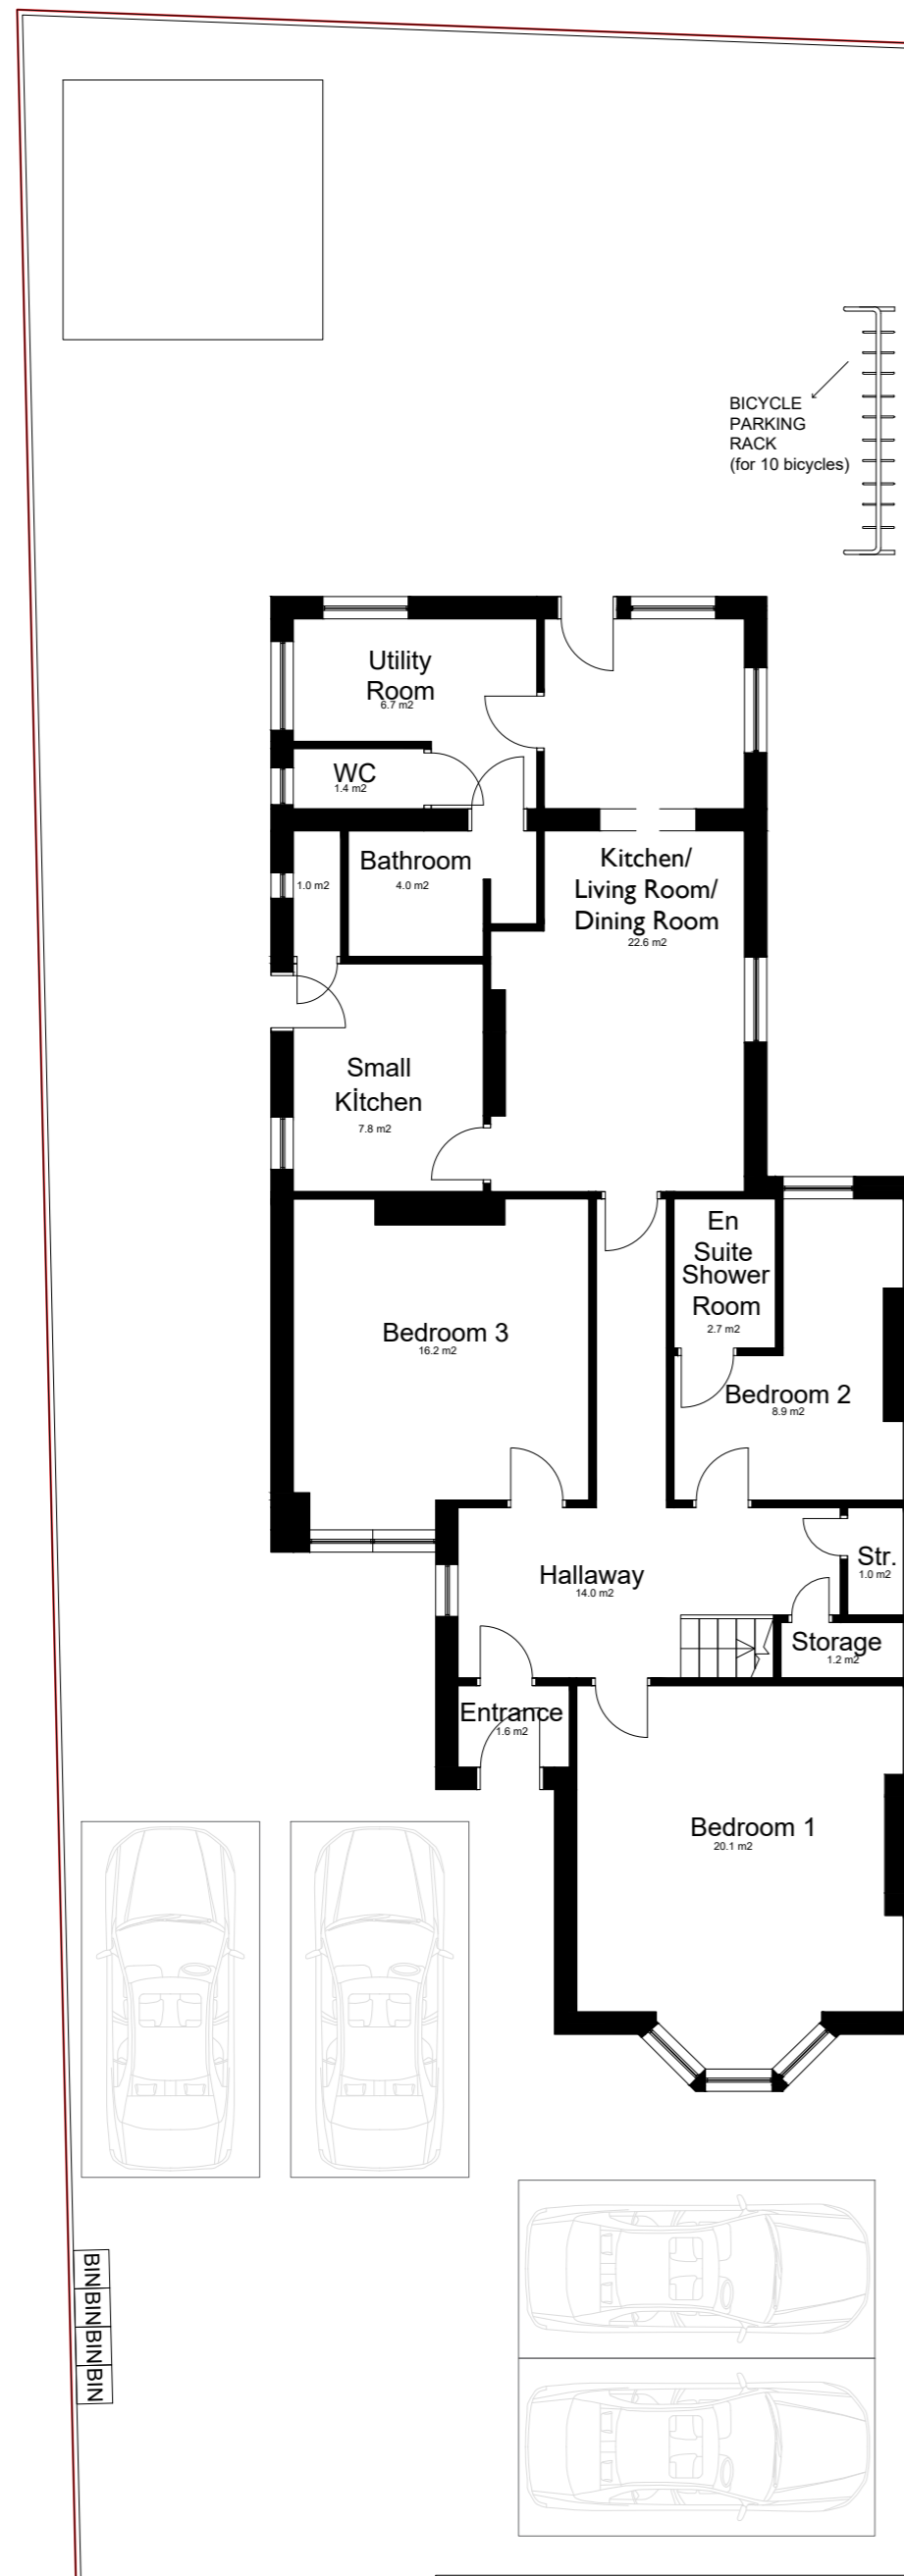 BICYCLE
PARKING
RACK
(for 10 bicycles)
Utility
Room
6.7 m2
WC
1.4 m2
Bathroom
4.0 m2
1.0 m2
Kitchen/
Living Room/
Dining Room
22.6 m2
Small
Kİtchen
7.8 m2
En
Suite
Shower
Room
2.7 m2
Bedroom 3
16.2 m2
Bedroom 2
8.9 m2
Hallaway
14.0 m2
Str.
1.0 m2
Storage
1.2 m2
Entrance
1.6 m2
Bedroom 1
20.1 m2
BIN
BIN
BIN
BIN